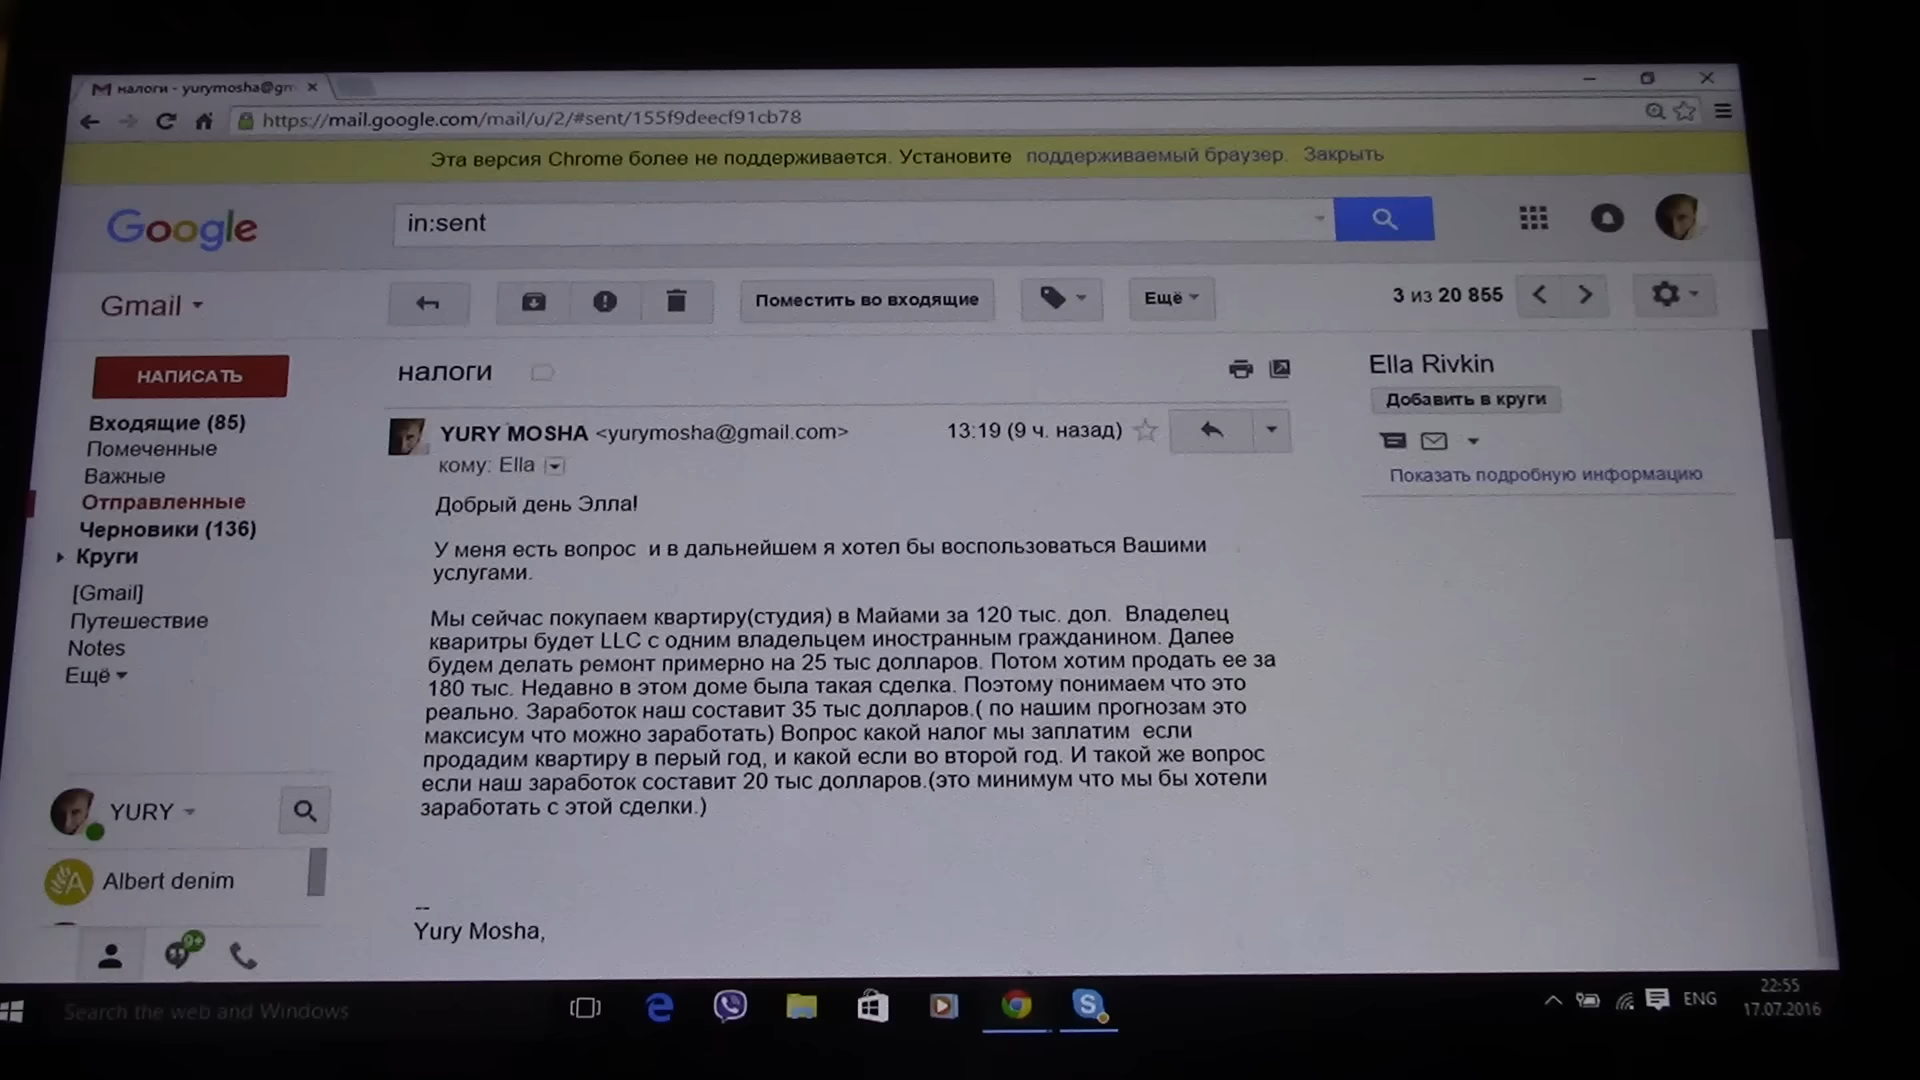 налоги - yurymosha@gm
https://mail.google.com/mail/u/2/#sent/155f9deecf91cb78
Эта версия Chrome более не поддерживается. Установите поддерживаемый браузер. Закрыть
Google
in:sent
Gmail
Поместить во входящие
Ещё
3 из 20 855
НАПИСАТЬ
Входящие (85)
Помеченные
Важные
Отправленные
Черновики (136)
Круги
[Gmail]
Путешествие
Notes
Ещё
YURY
Albert denim
9+
налоги
YURY MOSHA <yurymosha@gmail.com>
13:19 (9 ч. назад)
кому: Ella
Добрый день Элла!
У меня есть вопрос и в дальнейшем я хотел бы воспользоваться Вашими
услугами.
Мы сейчас покупаем квартиру(студия) в Майами за 120 тыс. дол. Владелец
кваритры будет LLC с одним владельцем иностранным гражданином. Далее
будем делать ремонт примерно на 25 тыс долларов. Потом хотим продать ее за
180 тыс. Недавно в этом доме была такая сделка. Поэтому понимаем что это
реально. Заработок наш составит 35 тыс долларов.( по нашим прогнозам это
максисум что можно заработать) Вопрос какой налог мы заплатим если
продадим квартиру в перый год, и какой если во второй год. И такой же вопрос
если наш заработок составит 20 тыс долларов.(это минимум что мы бы хотели
заработать с этой сделки.)
--
Yury Mosha,
Ella Rivkin
Добавить в круги
Показать подробную информацию
Search the web and Windows
ENG
22:55
17.07.2016